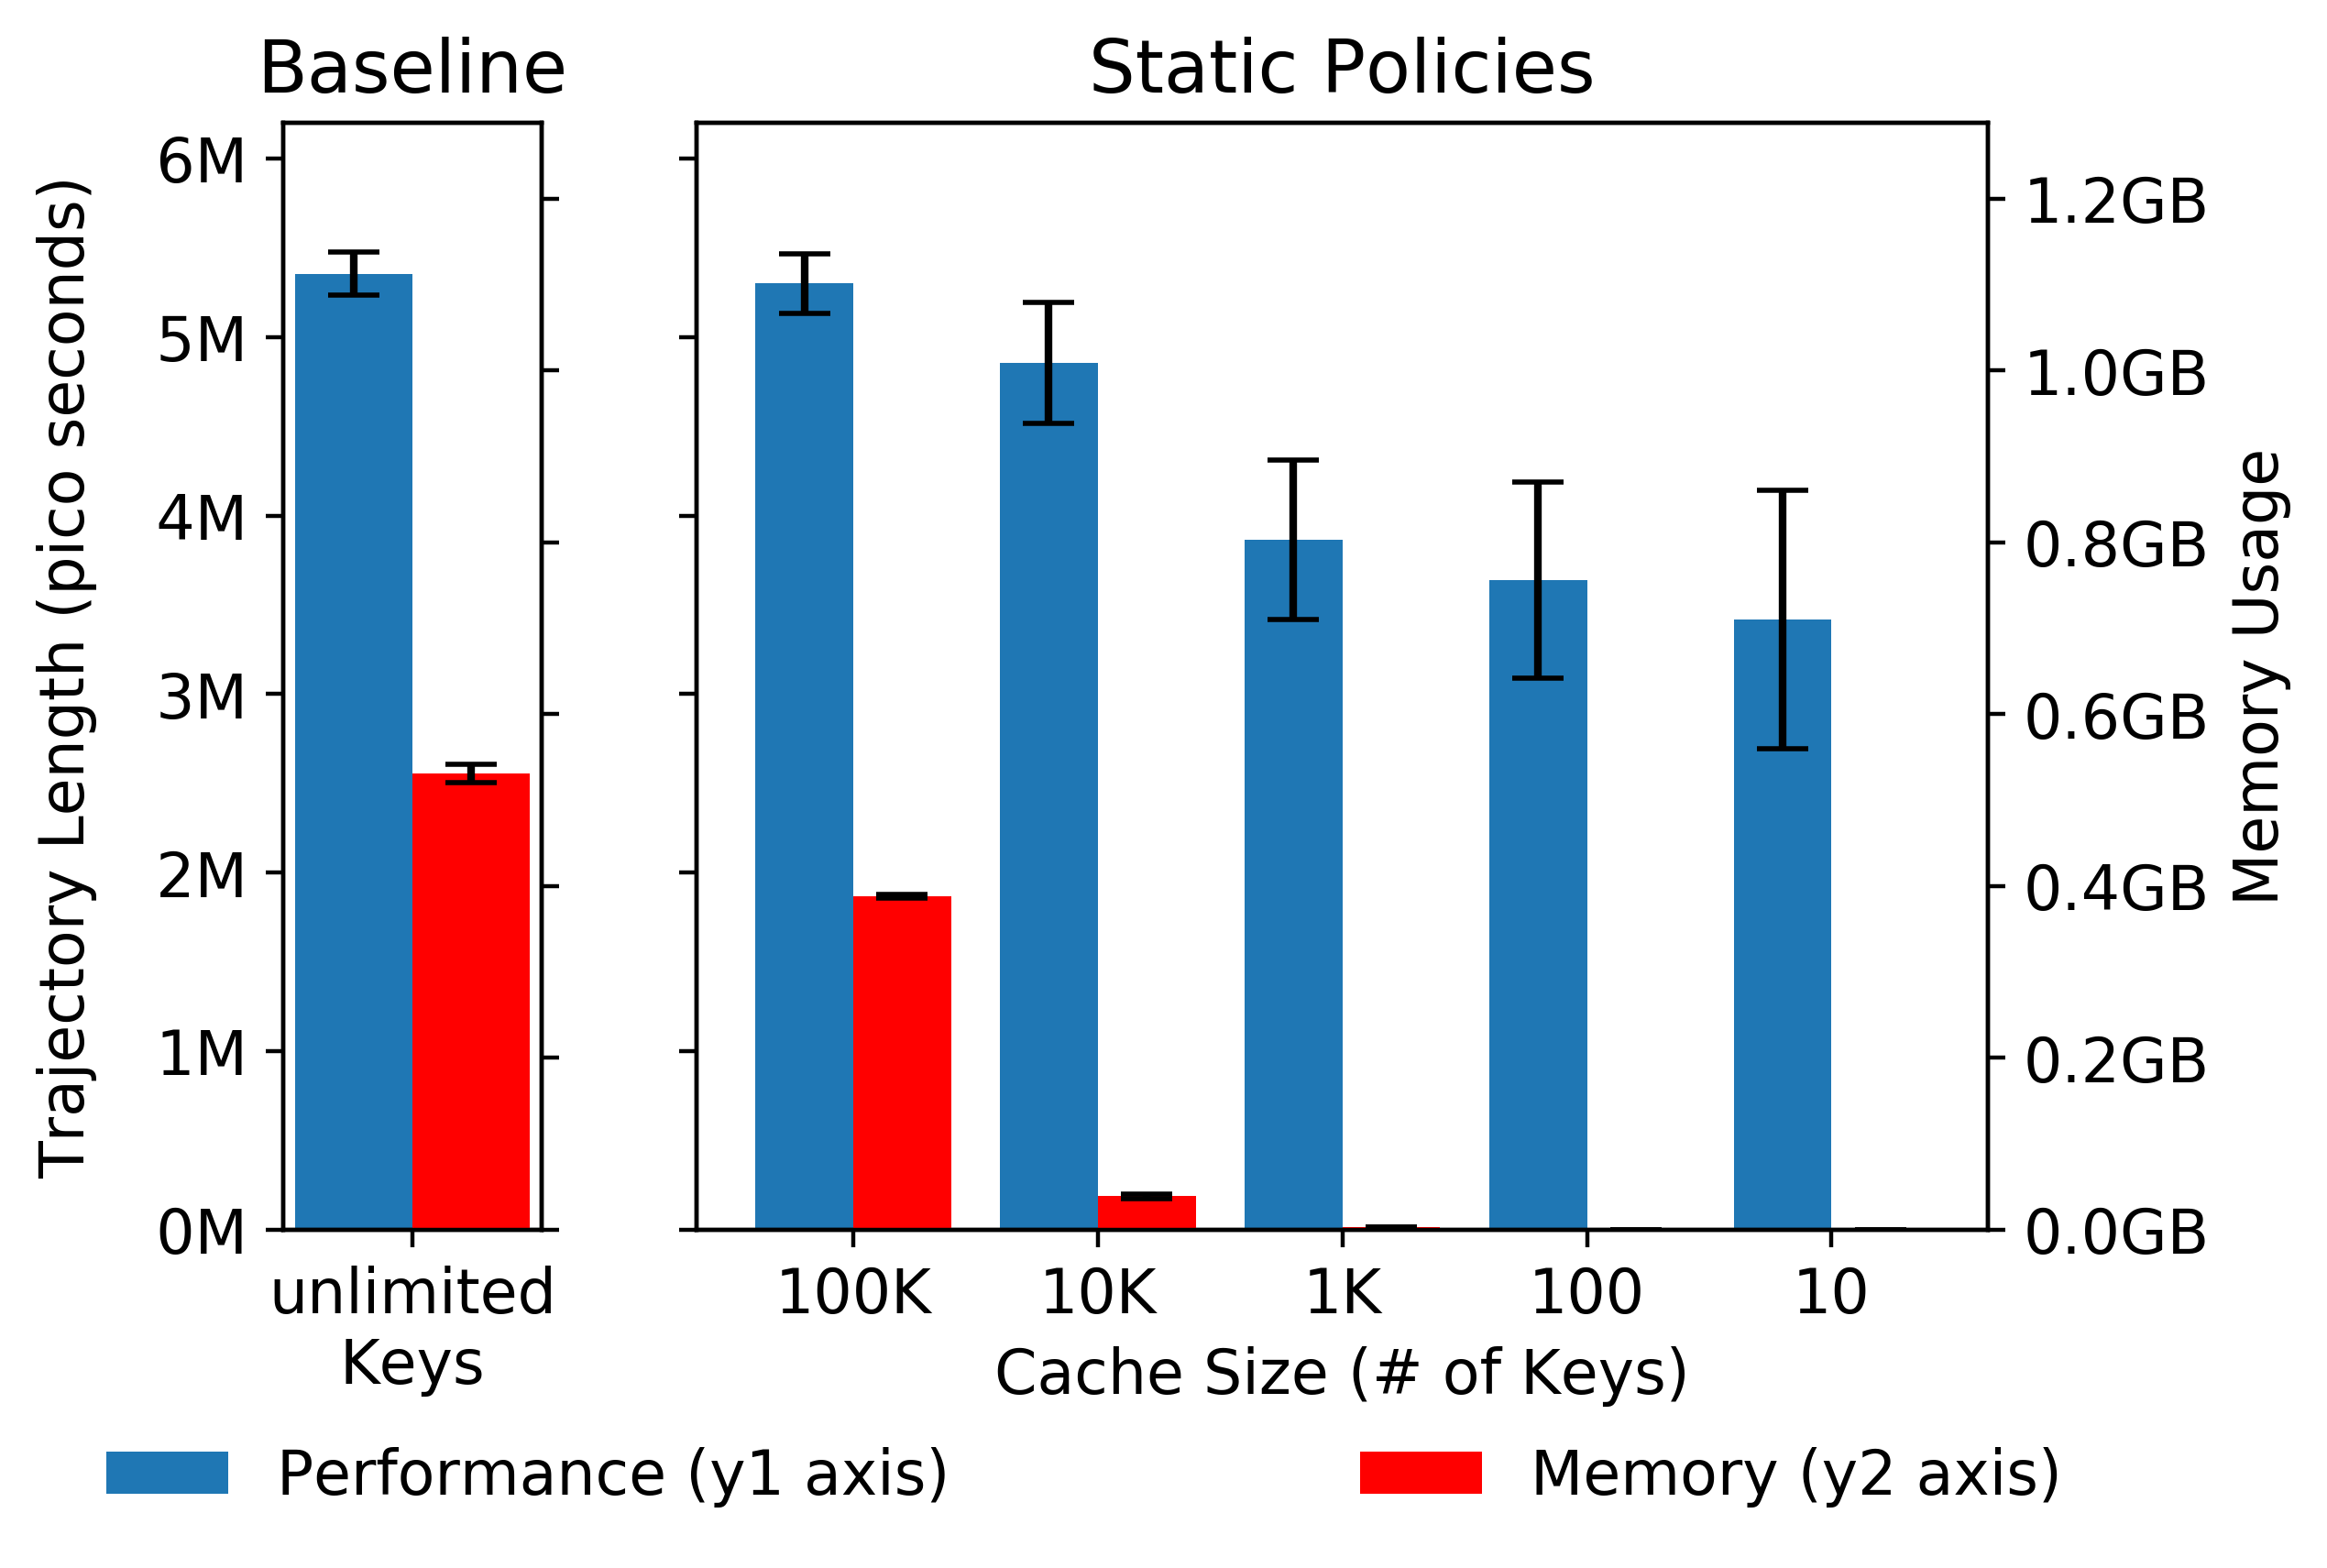 Baseline
Static Policies
Trajectory Length (pico seconds)
6M
5M
4M
3M
2M
1M
0M
1.2GB
1.0GB
0.8GB
0.6GB
0.4GB
0.2GB
0.0GB
Memory Usage
unlimited
Keys
100K 10K 1K 100 10
Cache Size (# of Keys)
Performance (y1 axis)
Memory (y2 axis)